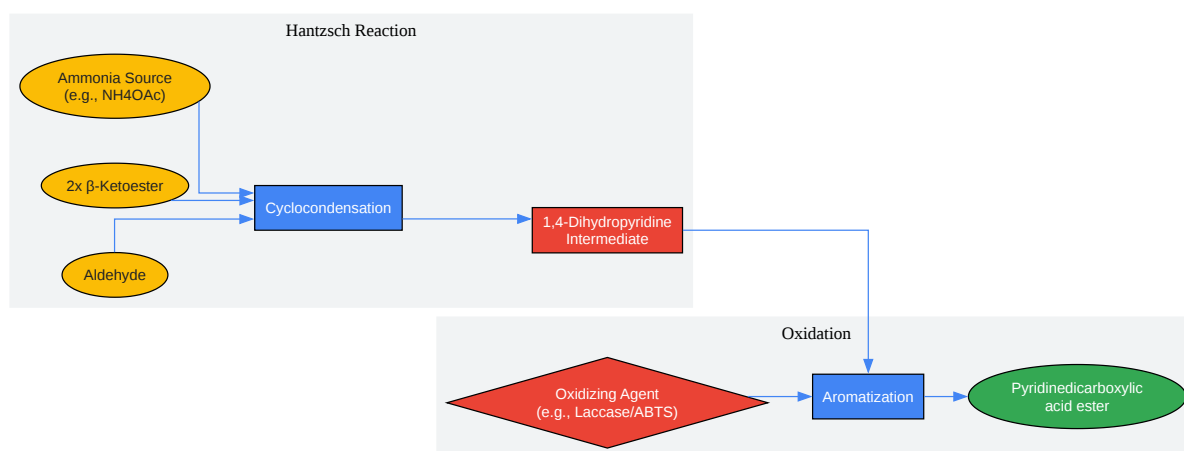 Hantzsch Reaction
Ammonia Source
(e.g., NH4OAc)
2x β-Ketoester
Cyclocondensation
1,4-Dihydropyridine
Intermediate
Aldehyde
Oxidation
Oxidizing Agent
(e.g., Laccase/ABTS)
Aromatization
Pyridinedicarboxylic
acid ester